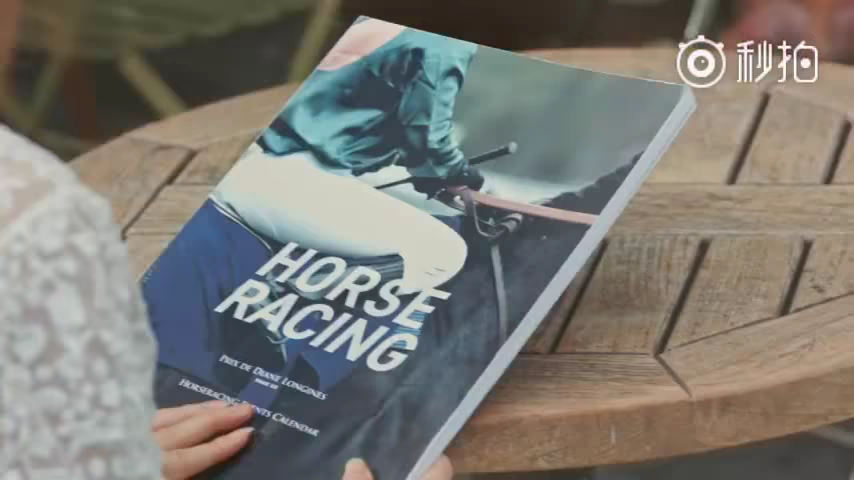 秒拍
HORSE
RACING
PRIX DE DIANE LONGINES
HORSERACING EVENTS CALENDAR